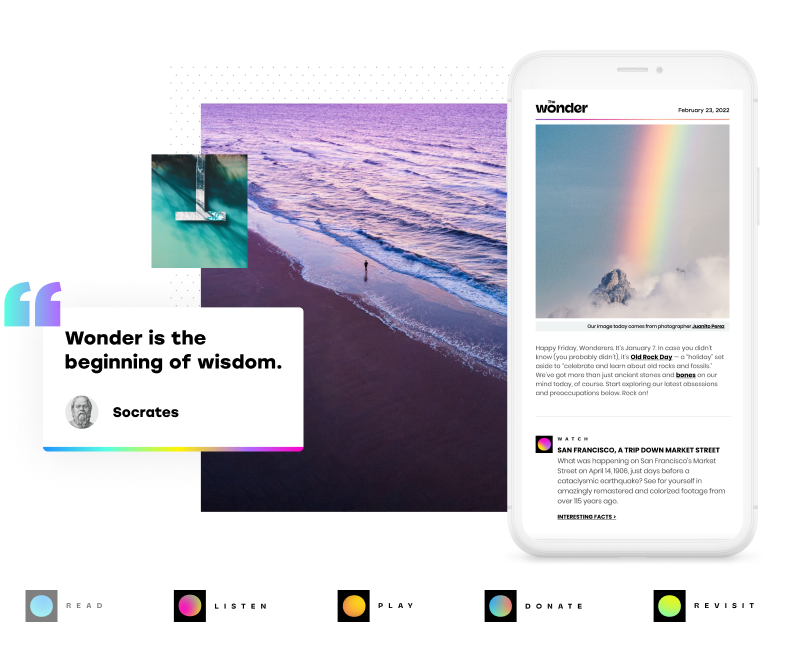 The
wonder
February 23, 2022
Our image today comes from photographer Juanito Perez
Happy Friday, Wonderers. It's January 7. In case you didn't
know (you probably didn't), it's Old Rock Day — a "holiday" set
aside to "celebrate and learn about old rocks and fossils."
We've got more than just ancient stones and bones on our
mind today, of course. Start exploring our latest obsessions
and preoccupations below. Rock on!
WATCH
SAN FRANCISCO, A TRIP DOWN MARKET STREET
What was happening on San Francisco's Market
Street on April 14, 1906, just days before a
cataclysmic earthquake? See for yourself in
amazingly remastered and colorized footage from
over 115 years ago.
INTERESTING FACTS >
“
Wonder is the
beginning of wisdom.
Socrates
READ
LISTEN
PLAY
DONATE
REVISIT